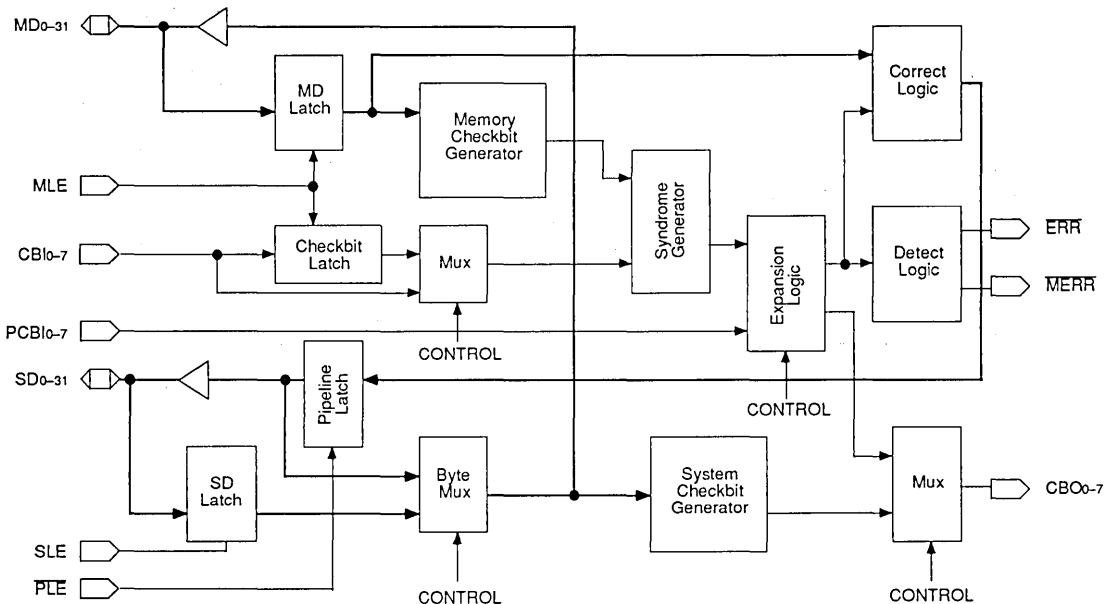 MD0–31
MD
Latch
Memory
Checkbit
Generator
Correct
Logic
MLE
CBI0–7
Checkbit
Latch
Mux
CONTROL
Syndrome
Generator
Expansion
Logic
CONTROL
Detect
Logic
ERR
MERR
PCBI0–7
SD0–31
Pipeline
Latch
SD
Latch
Byte
Mux
CONTROL
System
Checkbit
Generator
Mux
CONTROL
CBO0–7
SLE
PLE